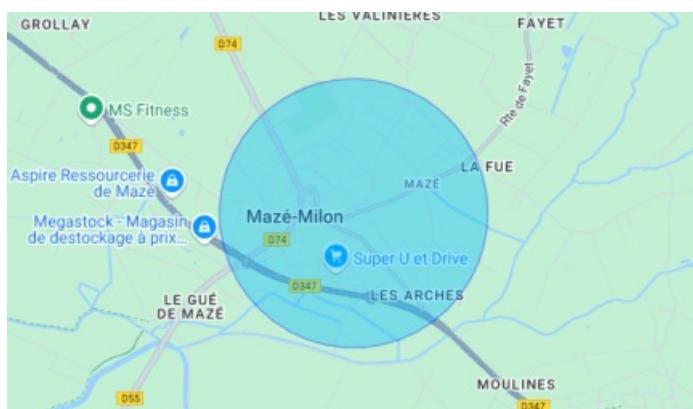 GROLLAY
LES VALINIÈRES
FAYET
D74
Rte de Fayet
MS Fitness
D347
LA FUE
Aspire Ressourcerie
de Mazé
MAZÉ
Megastock - Magasin
de destockage à prix...
Mazé-Milon
D74
Super U et Drive
D347
LES ARCHES
LE GUÉ
DE MAZÉ
MOULINES
D55
D347